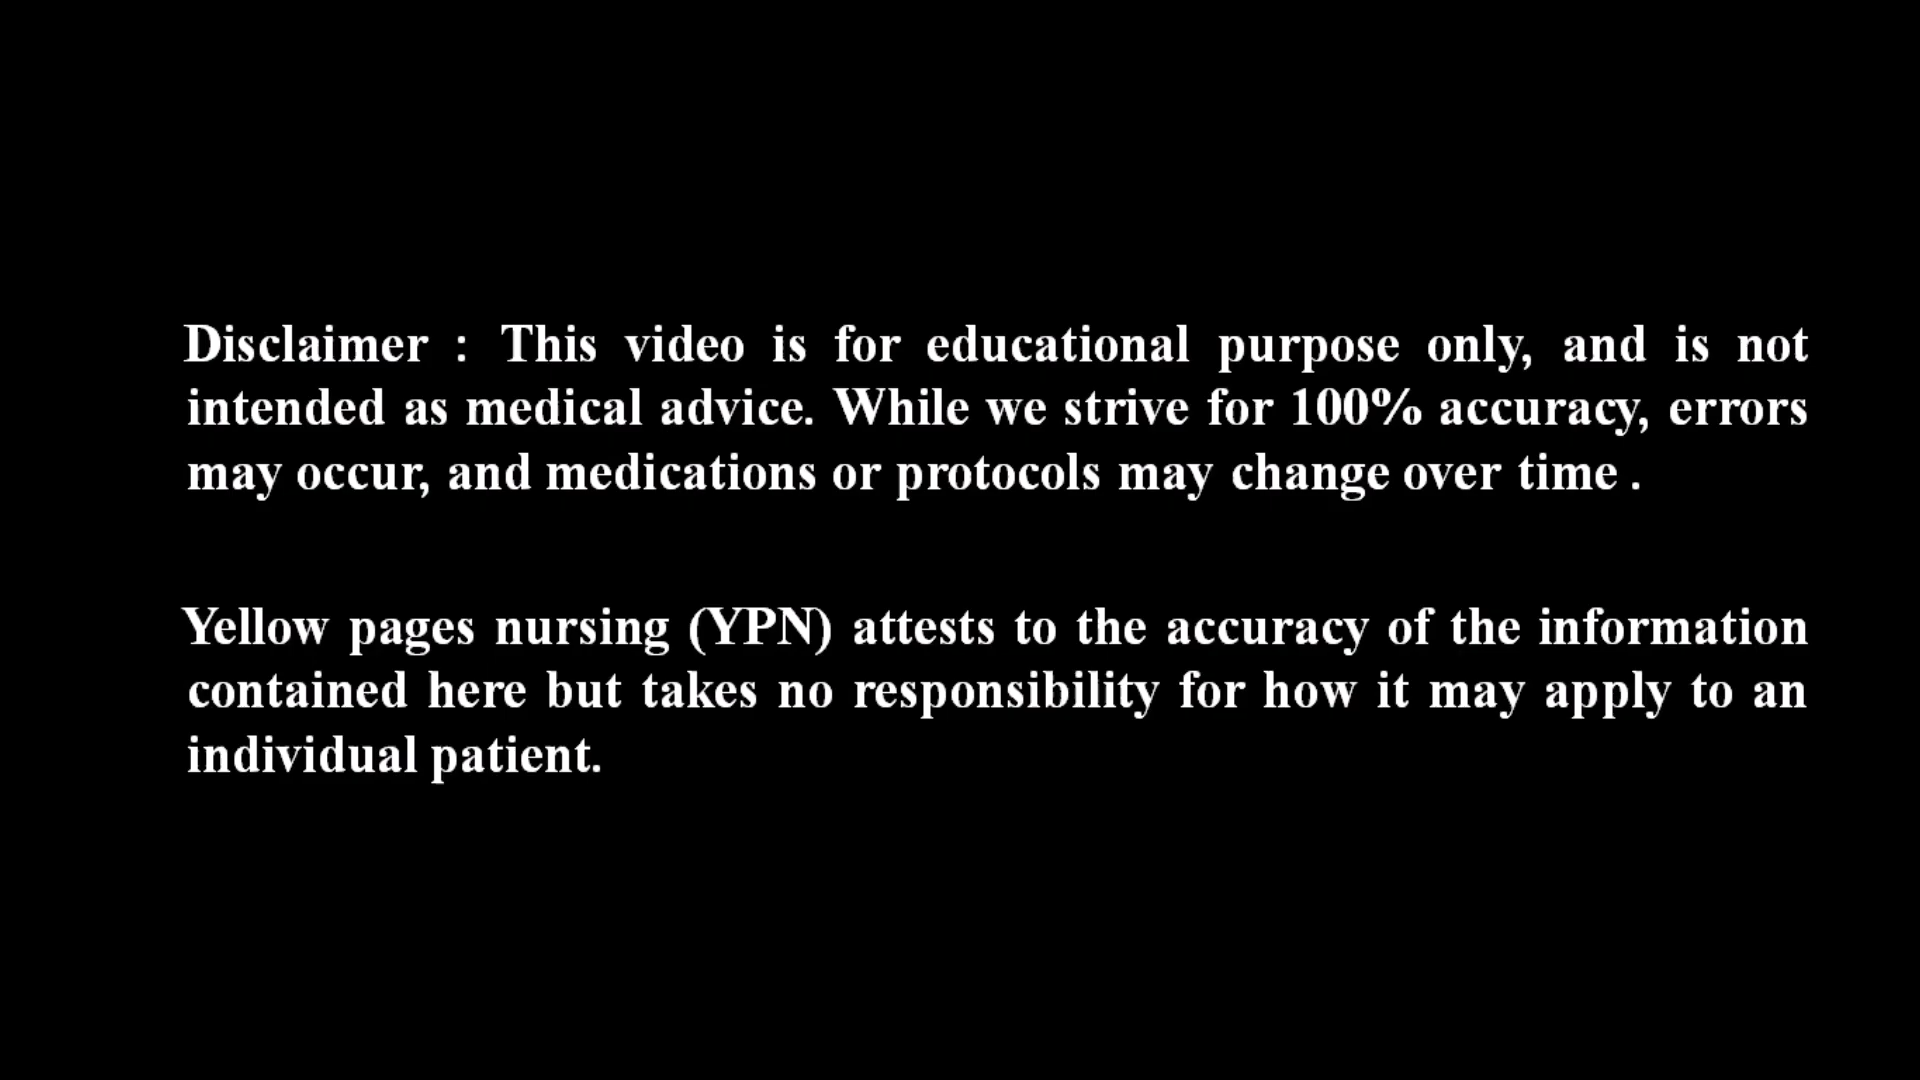 Disclaimer : This video is for educational purpose only, and is not
intended as medical advice. While we strive for 100% accuracy, errors
may occur, and medications or protocols may change over time .
Yellow pages nursing (YPN) attests to the accuracy of the information
contained here but takes no responsibility for how it may apply to an
individual patient.